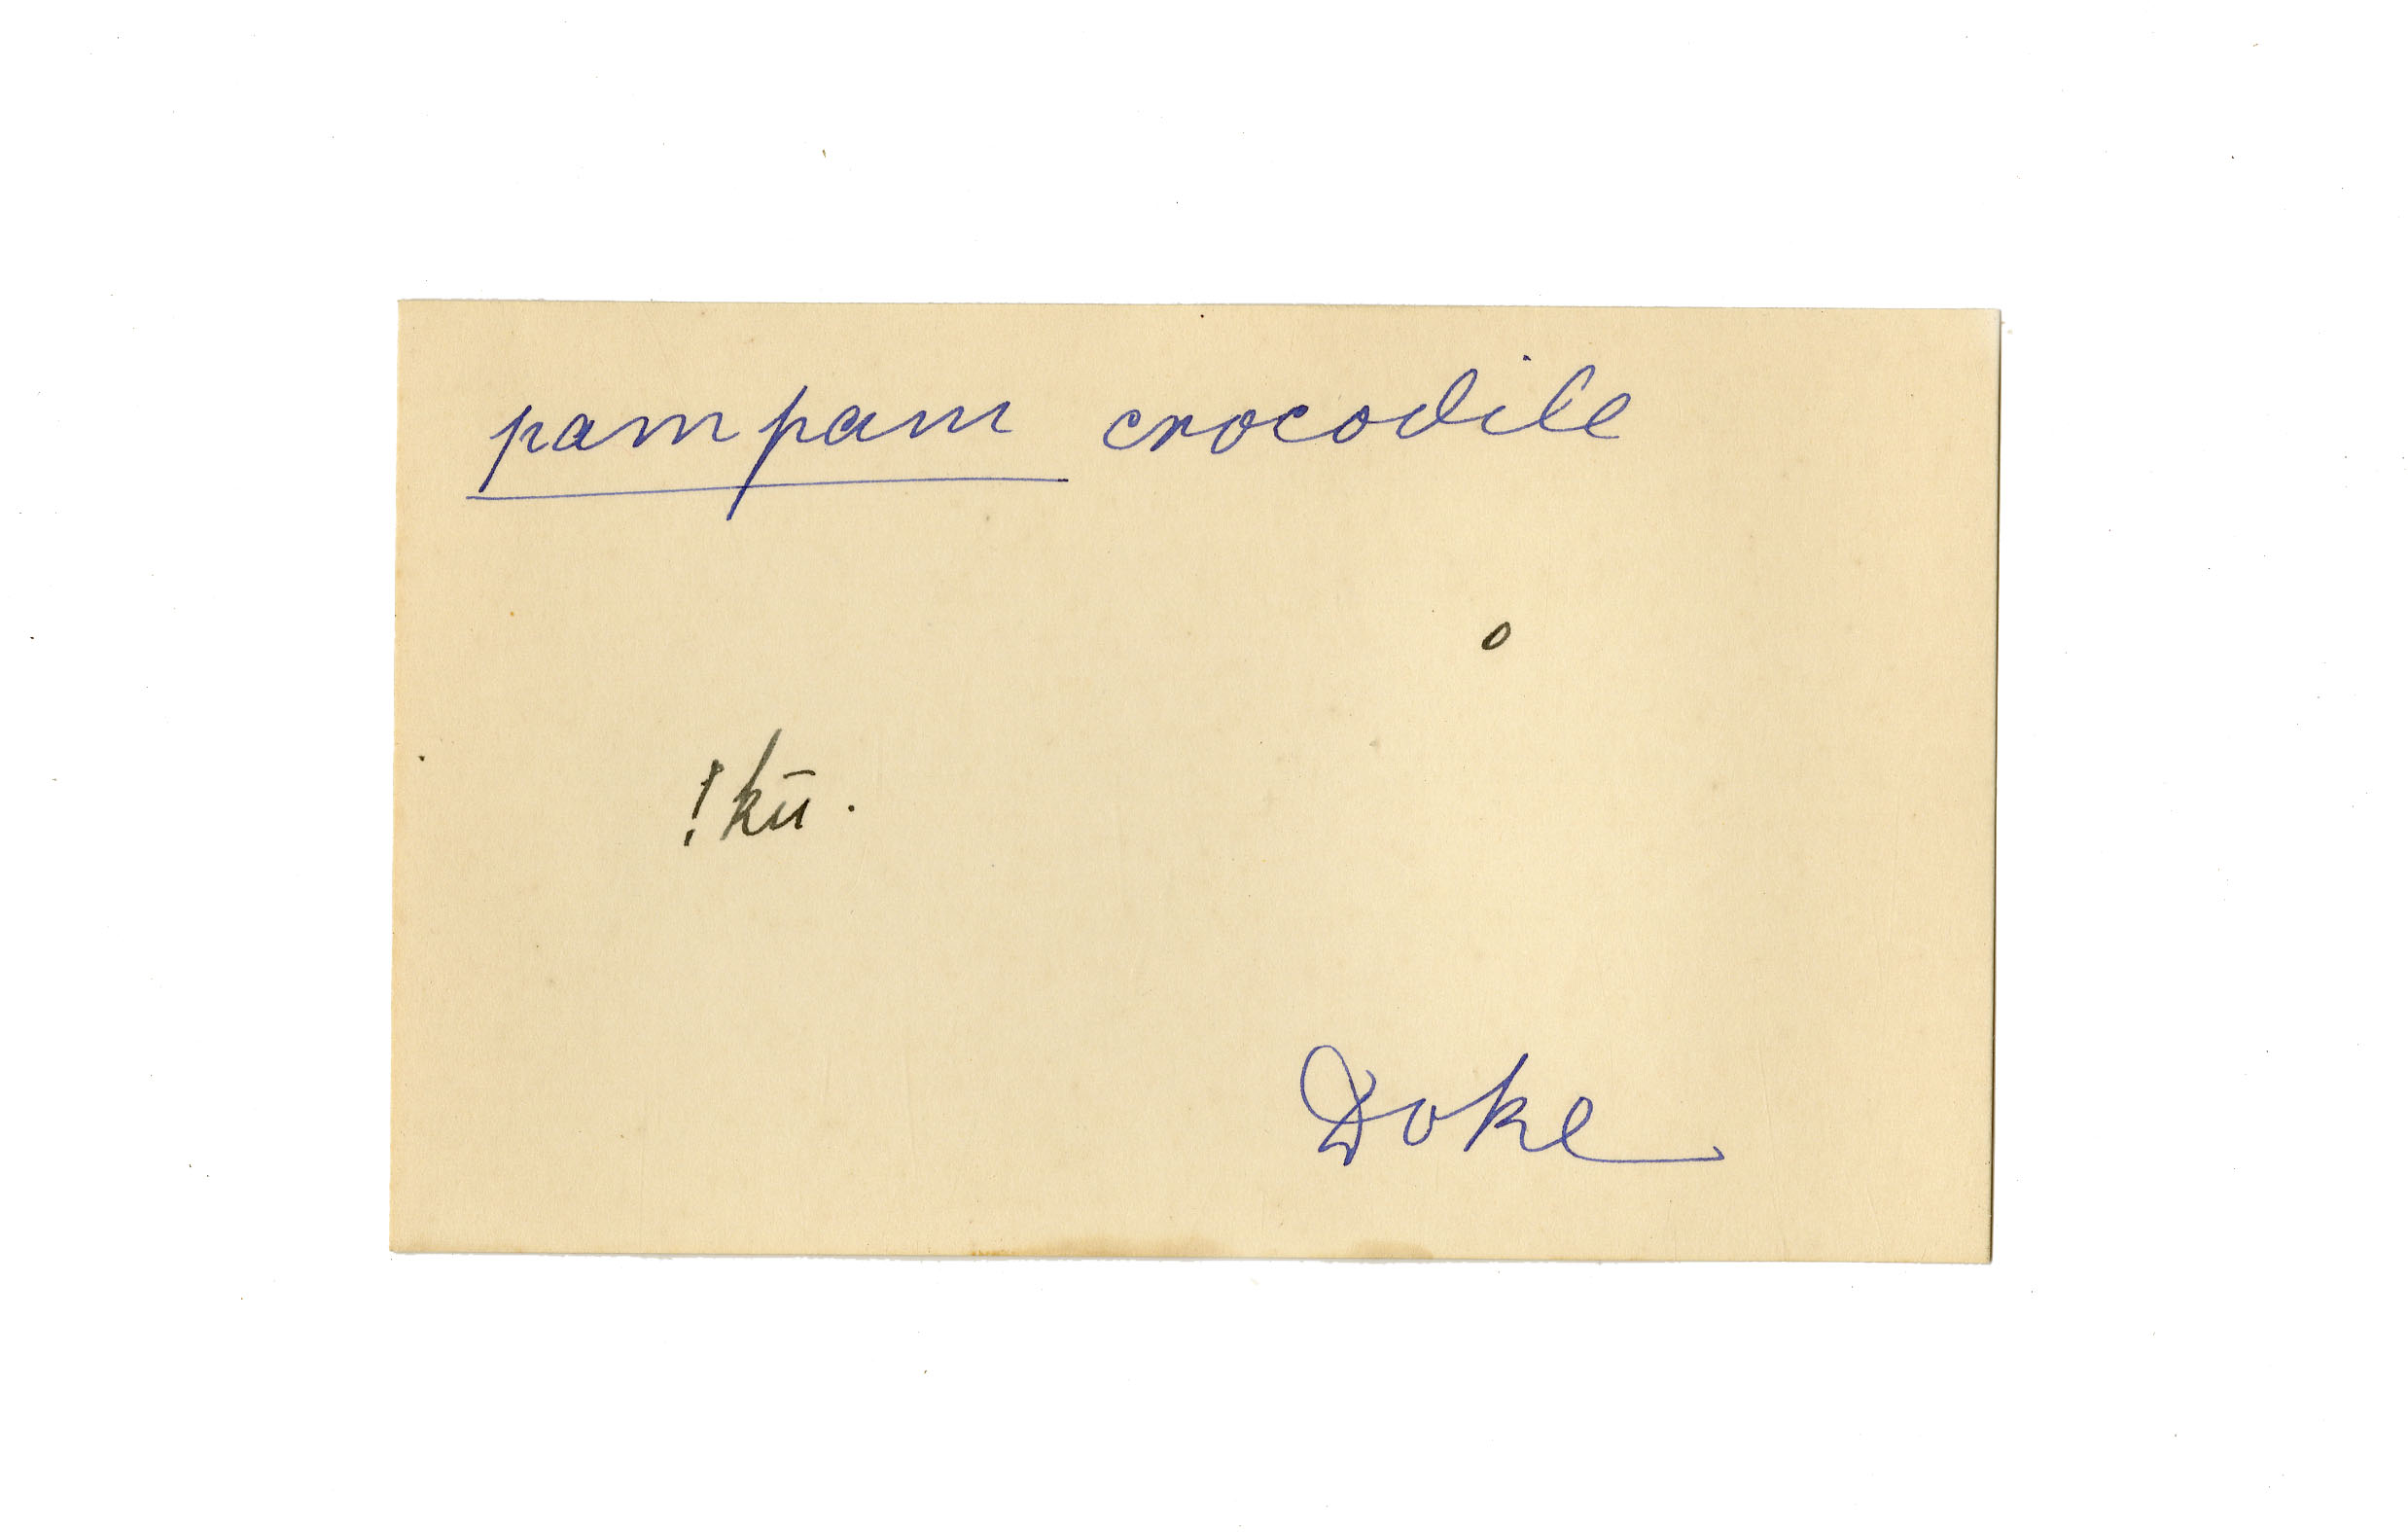 pampam crocodile
o
!kū.
Doke